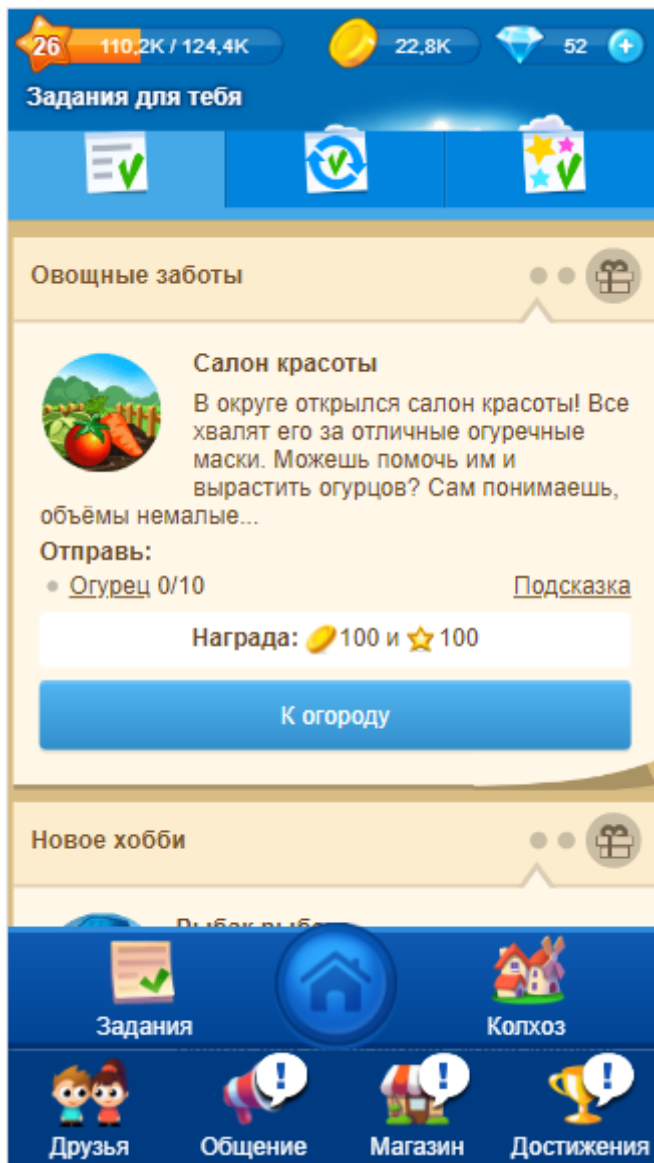 26 110,2K / 124,4K 22,8K 52
Задания для тебя
Овощные заботы
Салон красоты
В округе открылся салон красоты! Все
хвалят его за отличные огуречные
маски. Можешь помочь им и
вырастить огурцов? Сам понимаешь,
объёмы немалые...
Отправь:
Огурец 0/10 Подсказка
Награда: 100 и 100
К огороду
Новое хобби
Задания Колхоз
Друзья Общение Магазин Достижения